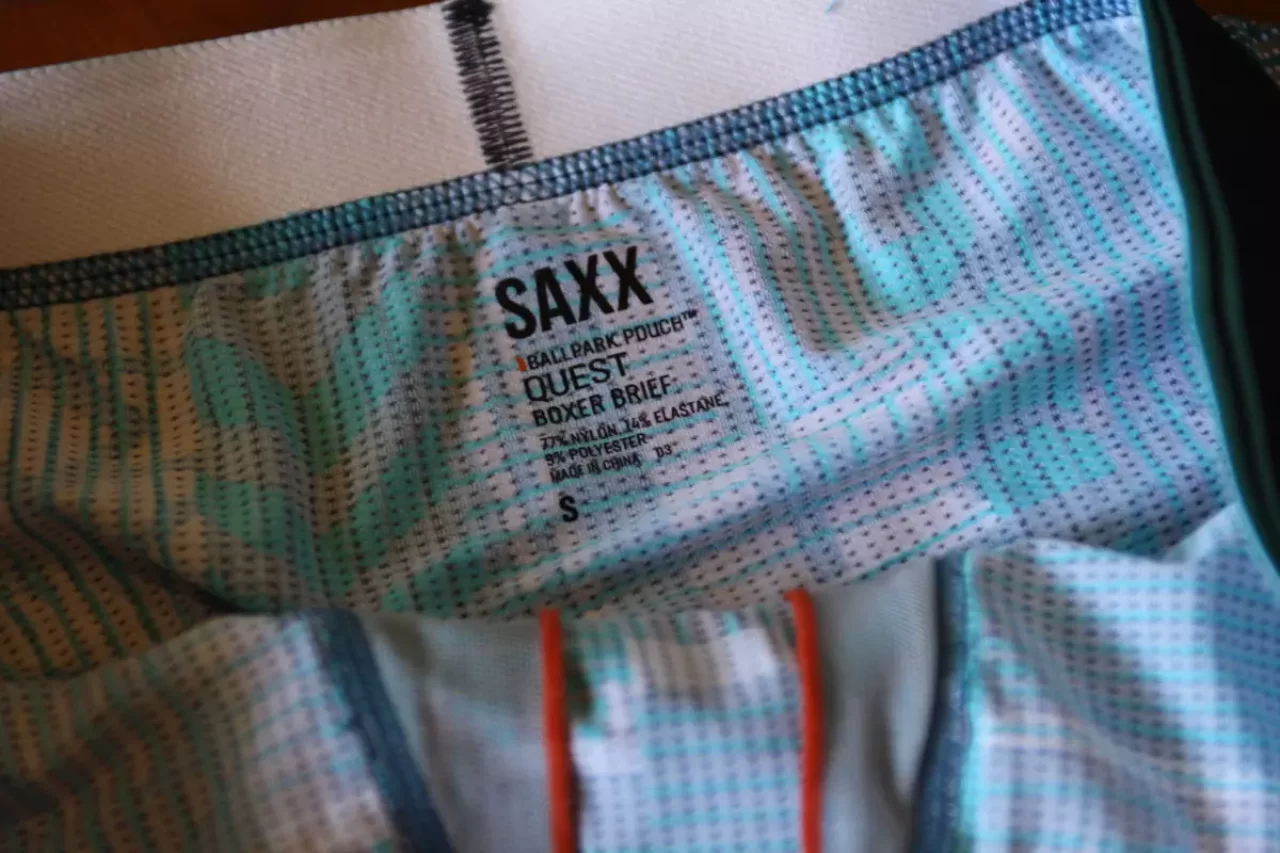 SAXX
BALLPARK POUCH™
QUEST
BOXER BRIEF
77% NYLON 14% ELASTANE
9% POLYESTER
MADE IN CHINA D3
S